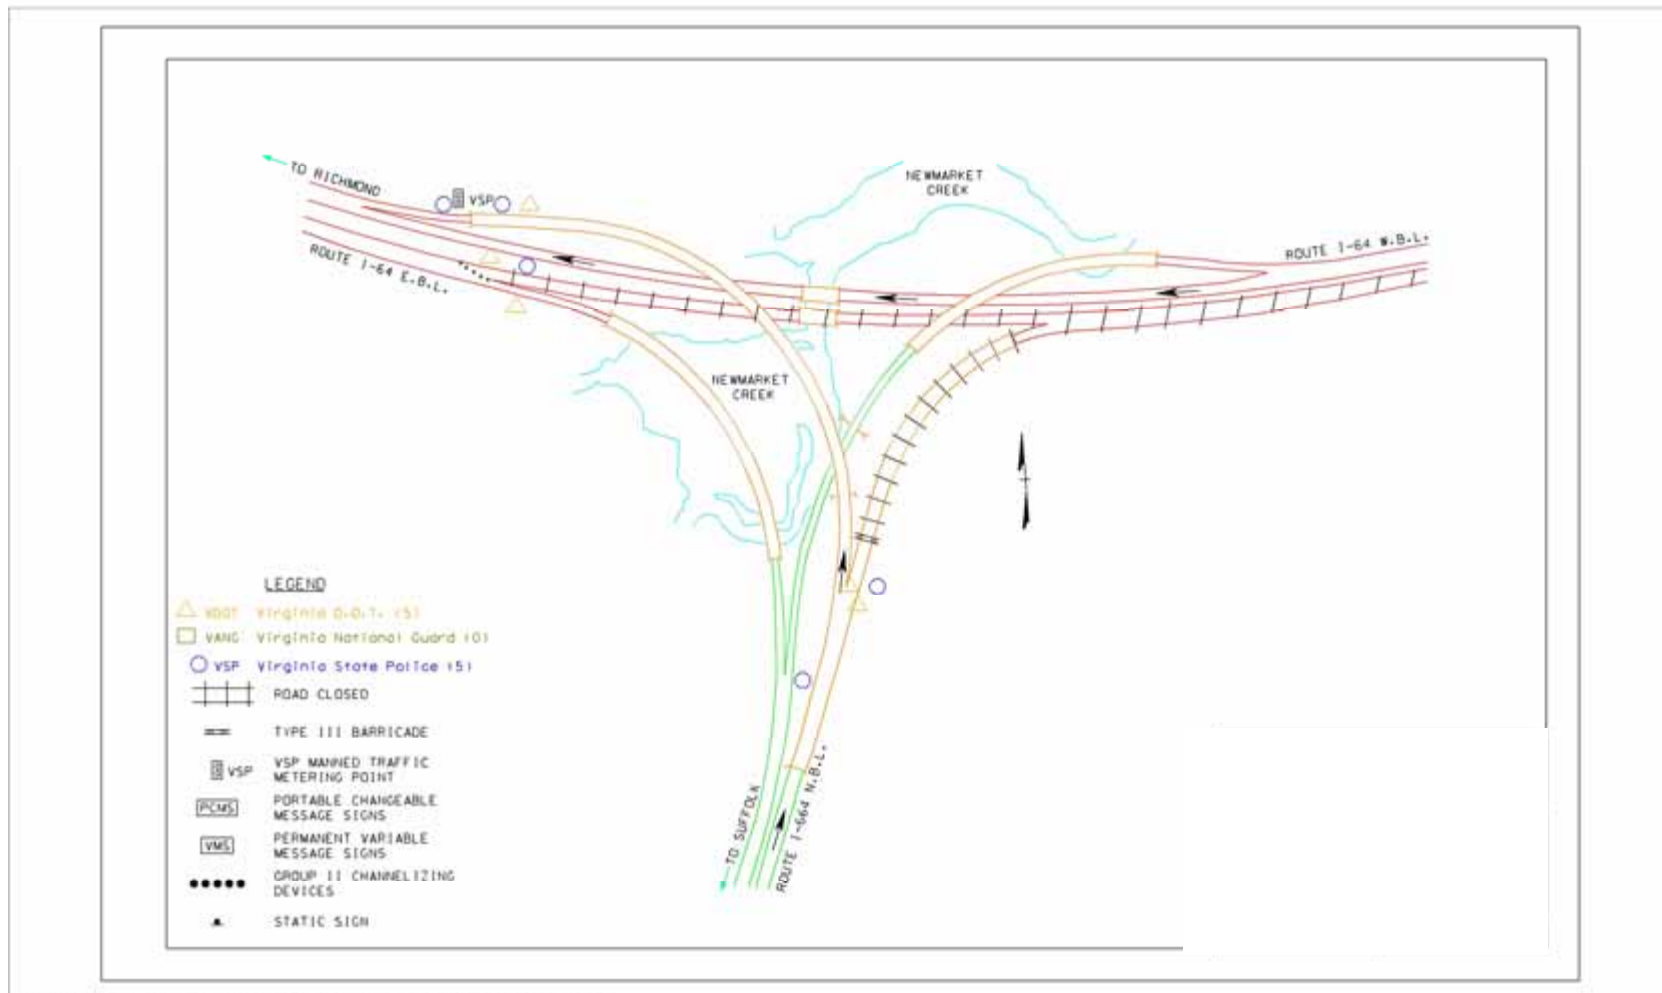 TO RICHMOND
VSP
NEWMARKET
CREEK
ROUTE I-64 W.B.L.
ROUTE I-64 E.B.L.
NEWMARKET
CREEK
TO SUFFOLK
ROUTE I-664 N.B.L.
LEGEND
VDOT Virginia D.O.T. (5)
VANG Virginia National Guard (0)
VSP Virginia State Police (5)
ROAD CLOSED
TYPE III BARRICADE
VSP
VSP MANNED TRAFFIC
METERING POINT
PCMS
PORTABLE CHANGEABLE
MESSAGE SIGNS
VMS
PERMANENT VARIABLE
MESSAGE SIGNS
GROUP II CHANNELIZING
DEVICES
STATIC SIGN